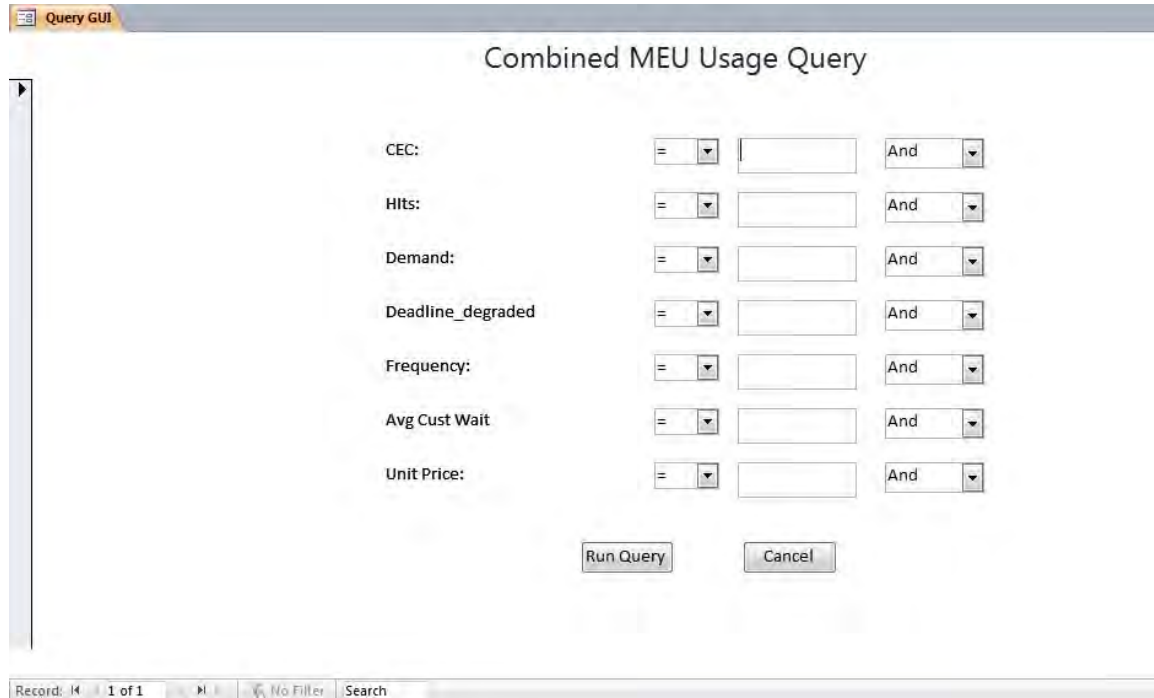 Query GUI
Combined MEU Usage Query
CEC: = And
HIts: = And
Demand: = And
Deadline_degraded = And
Frequency: = And
Avg Cust Wait = And
Unit Price: = And
Run Query Cancel
Record: 1 of 1 No Filter Search